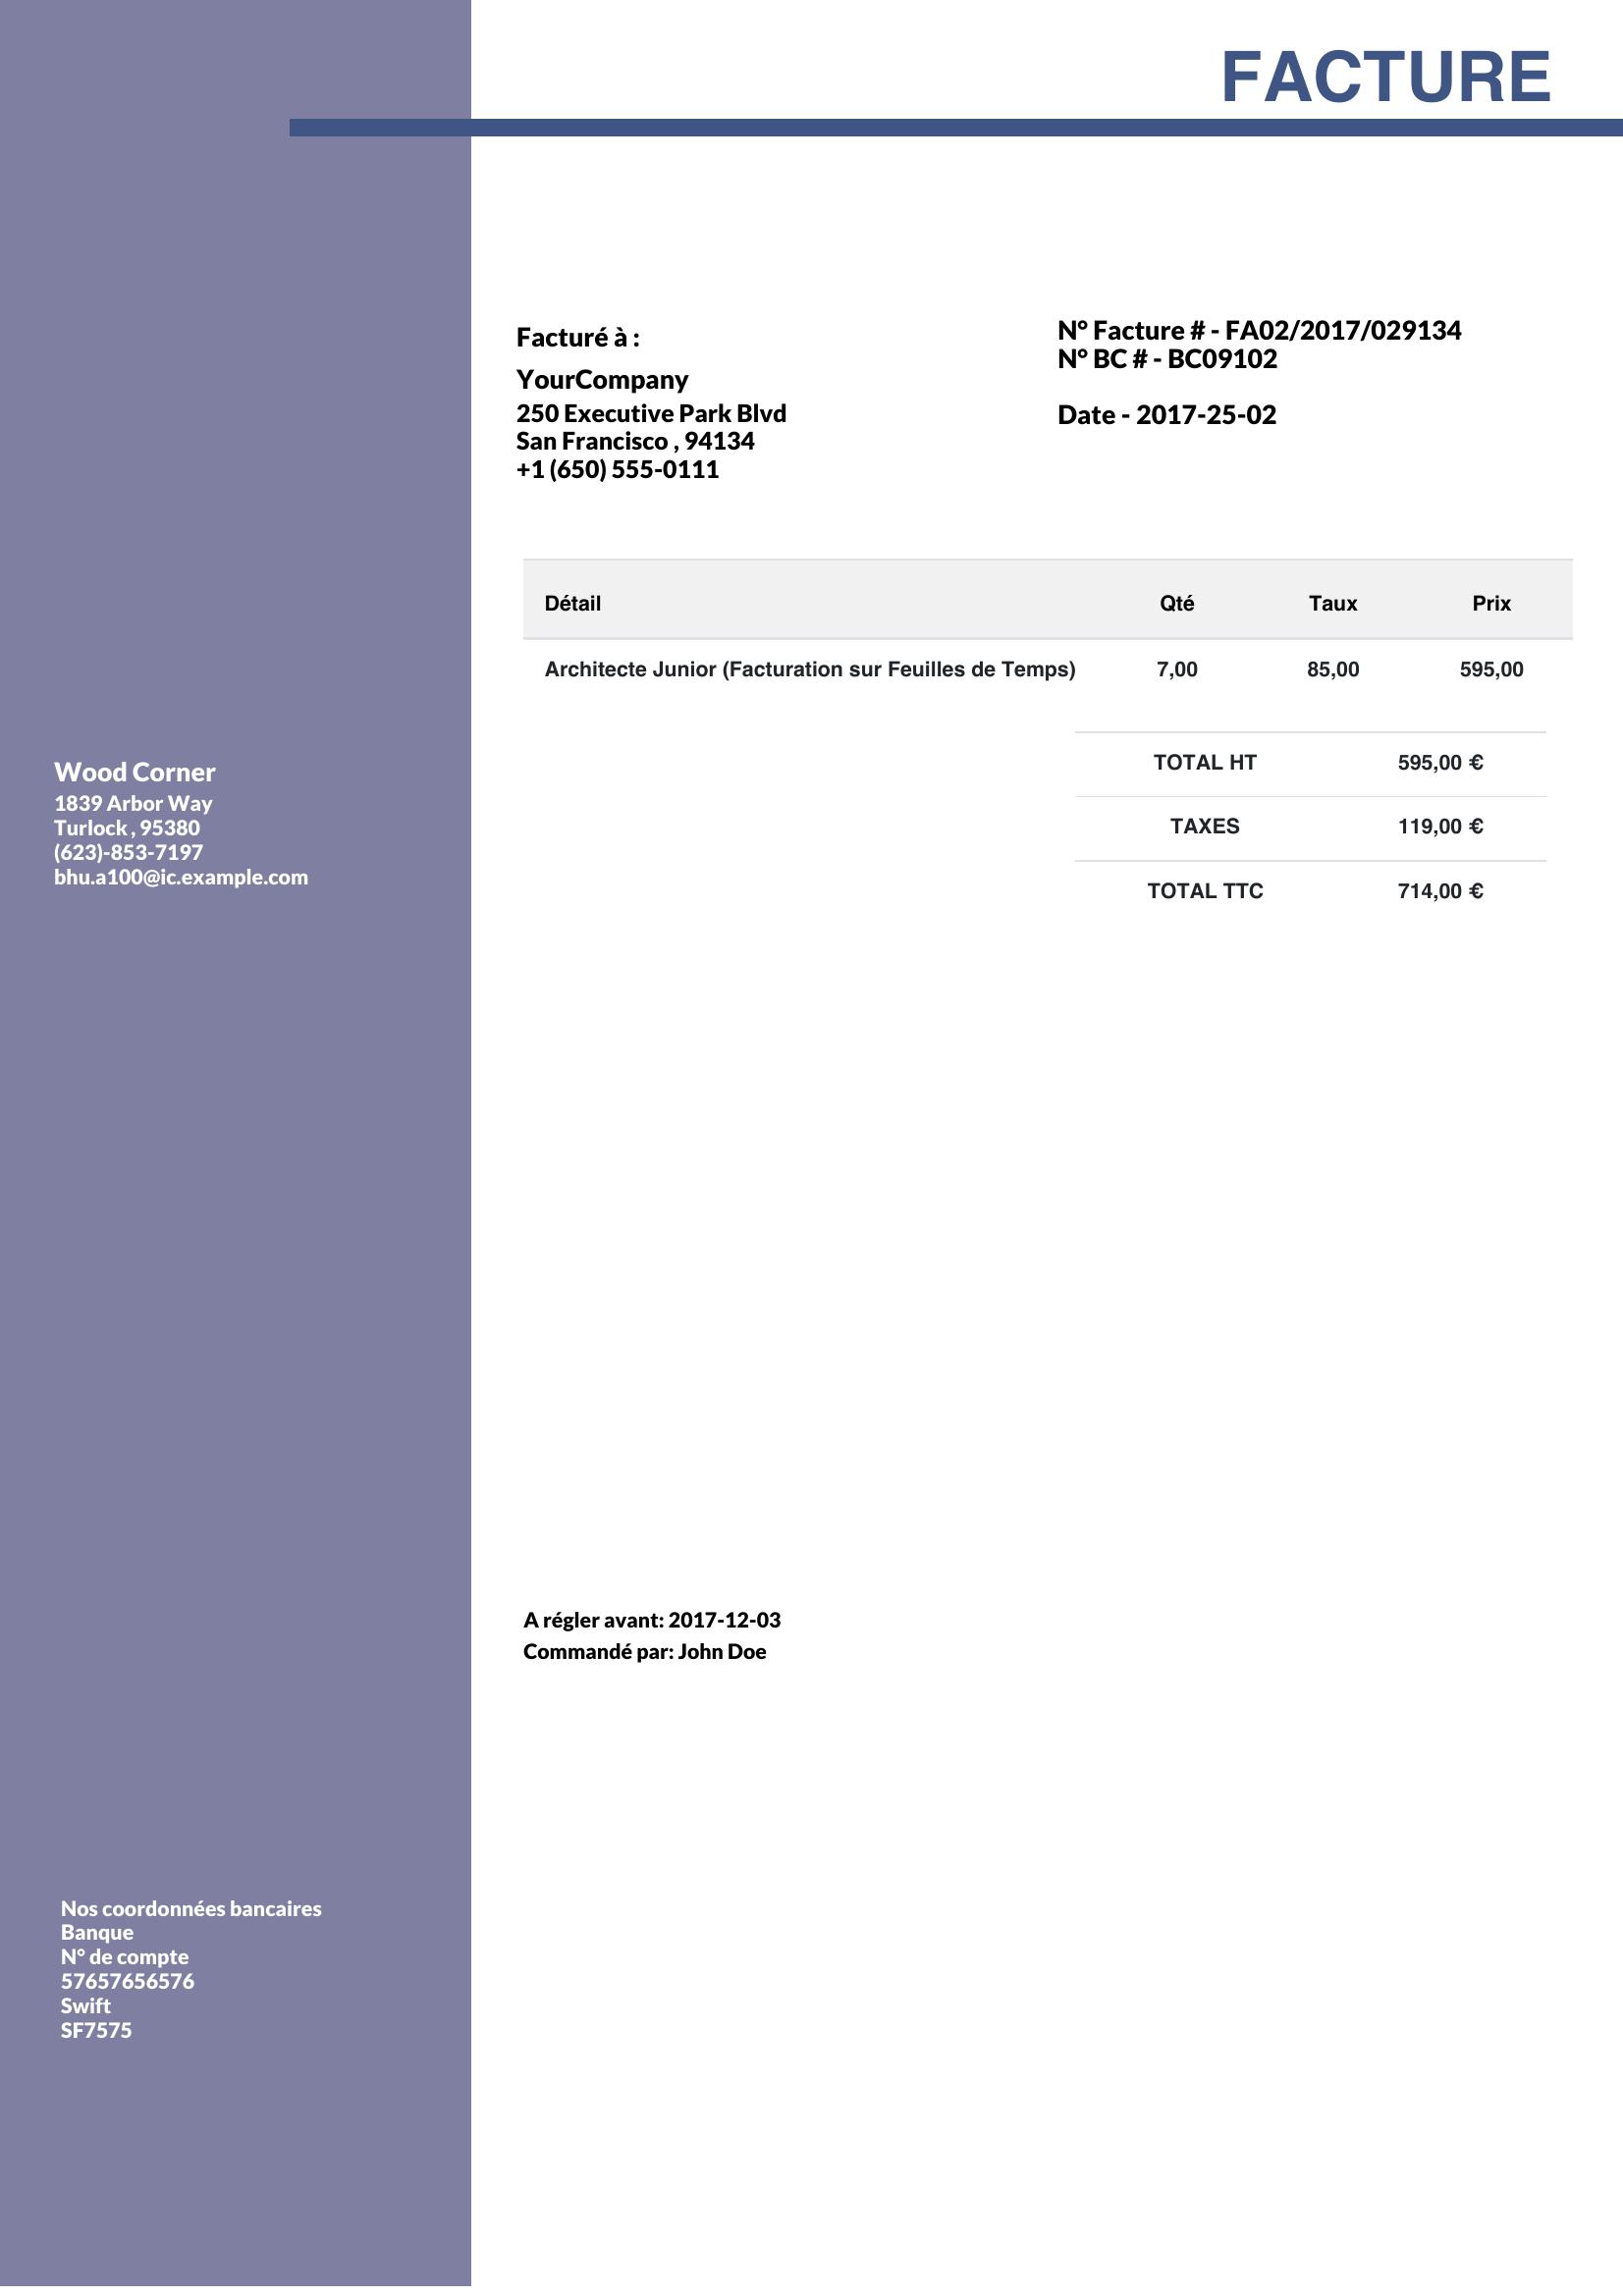 FACTURE
Facturé à :
YourCompany
250 Executive Park Blvd
San Francisco , 94134
+1 (650) 555-0111
N° Facture # - FA02/2017/029134
N° BC # - BC09102
Date - 2017-25-02
Détail Qté Taux Prix
Architecte Junior (Facturation sur Feuilles de Temps) 7,00 85,00 595,00
TOTAL HT 595,00 €
TAXES 119,00 €
TOTAL TTC 714,00 €
Wood Corner
1839 Arbor Way
Turlock , 95380
(623)-853-7197
bhu.a100@ic.example.com
A régler avant: 2017-12-03
Commandé par: John Doe
Nos coordonnées bancaires
Banque
N° de compte
57657656576
Swift
SF7575